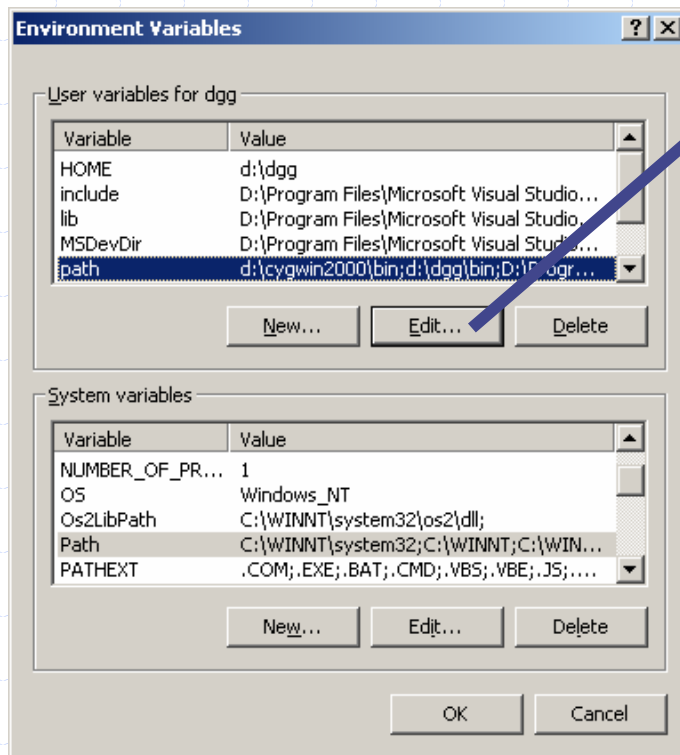 Environment Variables
User variables for dgg
Variable Value
HOME d:\dgg
include D:\Program Files\Microsoft Visual Studio...
lib D:\Program Files\Microsoft Visual Studio...
MSDevDir D:\Program Files\Microsoft Visual Studio...
path d:\cygwin2000\bin;d:\dgg\bin;D:\Progr...
New... Edit... Delete
System variables
Variable Value
NUMBER_OF_PR... 1
OS Windows_NT
Os2LibPath C:\WINNT\system32\os2\dll;
Path C:\WINNT\system32;C:\WINNT;C:\WIN...
PATHEXT .COM;.EXE;.BAT;.CMD;.VBS;.VBE;.JS;....
New... Edit... Delete
OK Cancel